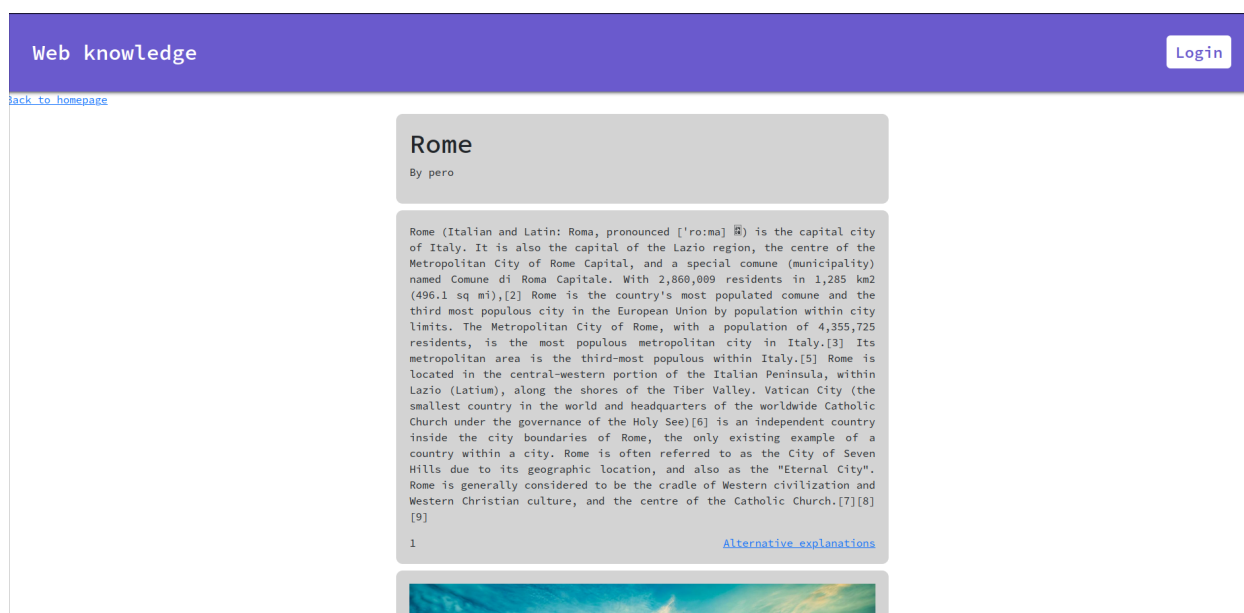 Web knowledge
Login
Back to homepage
Rome
By pero
Rome (Italian and Latin: Roma, pronounced ['ro:ma] ) is the capital city
of Italy. It is also the capital of the Lazio region, the centre of the
Metropolitan City of Rome Capital, and a special comune (municipality)
named Comune di Roma Capitale. With 2,860,009 residents in 1,285 km2
(496.1 sq mi),[2] Rome is the country's most populated comune and the
third most populous city in the European Union by population within city
limits. The Metropolitan City of Rome, with a population of 4,355,725
residents, is the most populous metropolitan city in Italy.[3] Its
metropolitan area is the third-most populous within Italy.[5] Rome is
located in the central-western portion of the Italian Peninsula, within
Lazio (Latium), along the shores of the Tiber Valley. Vatican City (the
smallest country in the world and headquarters of the worldwide Catholic
Church under the governance of the Holy See)[6] is an independent country
inside the city boundaries of Rome, the only existing example of a
country within a city. Rome is often referred to as the City of Seven
Hills due to its geographic location, and also as the "Eternal City".
Rome is generally considered to be the cradle of Western civilization and
Western Christian culture, and the centre of the Catholic Church.[7][8]
[9]
1
Alternative explanations